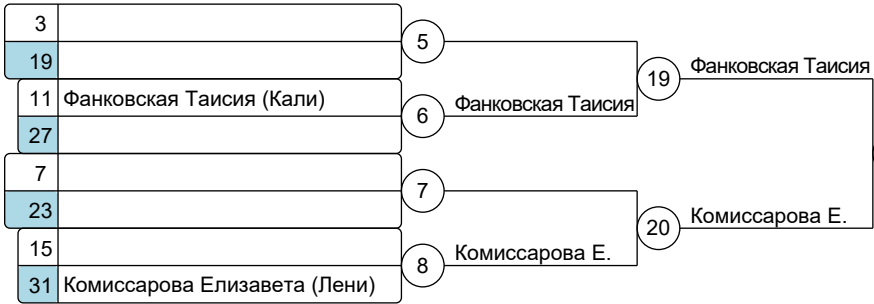 3
5
19
19 Фанковская Таисия
11 Фанковская Таисия (Кали)
6 Фанковская Таисия
27
7
7
23
20 Комиссарова Е.
15
8 Комиссарова Е.
31 Комиссарова Елизавета (Лени)